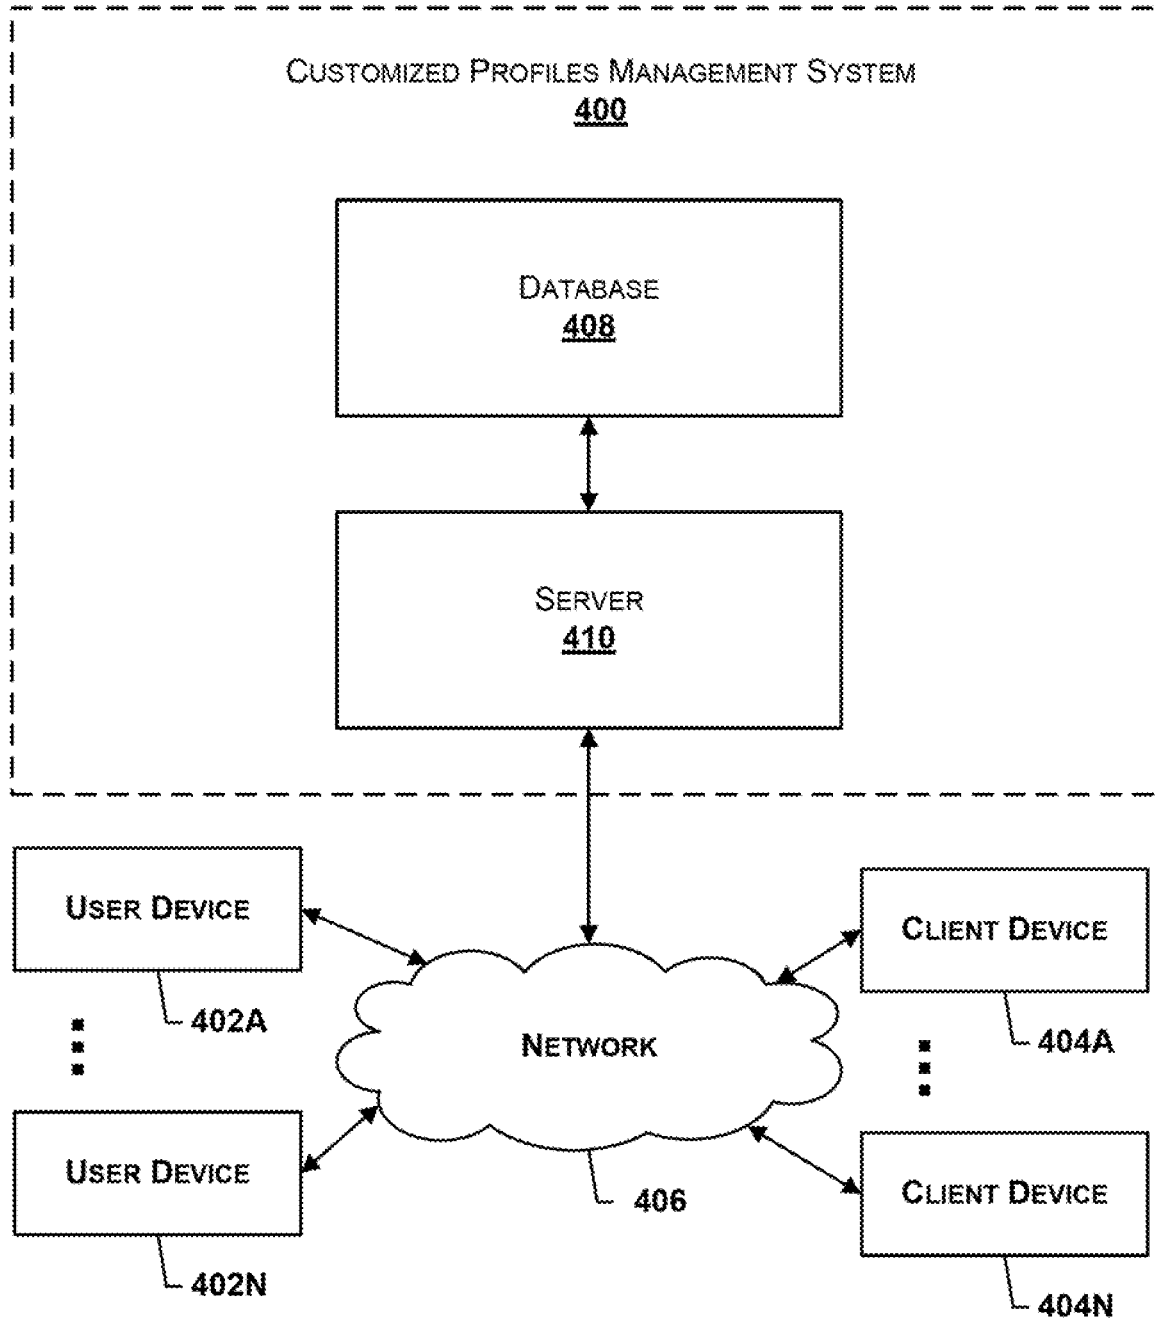 CUSTOMIZED PROFILES MANAGEMENT SYSTEM
400
DATABASE
408
SERVER
410
USER DEVICE
402A
CLIENT DEVICE
404A
NETWORK
406
USER DEVICE
402N
CLIENT DEVICE
404N